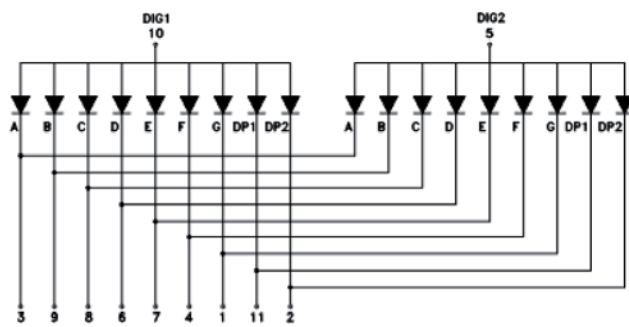 DIG1 DIG2
10 5
A B C D E F G DP1 DP2 A B C D E F G DP1 DP2
3 9 8 6 7 4 1 11 2